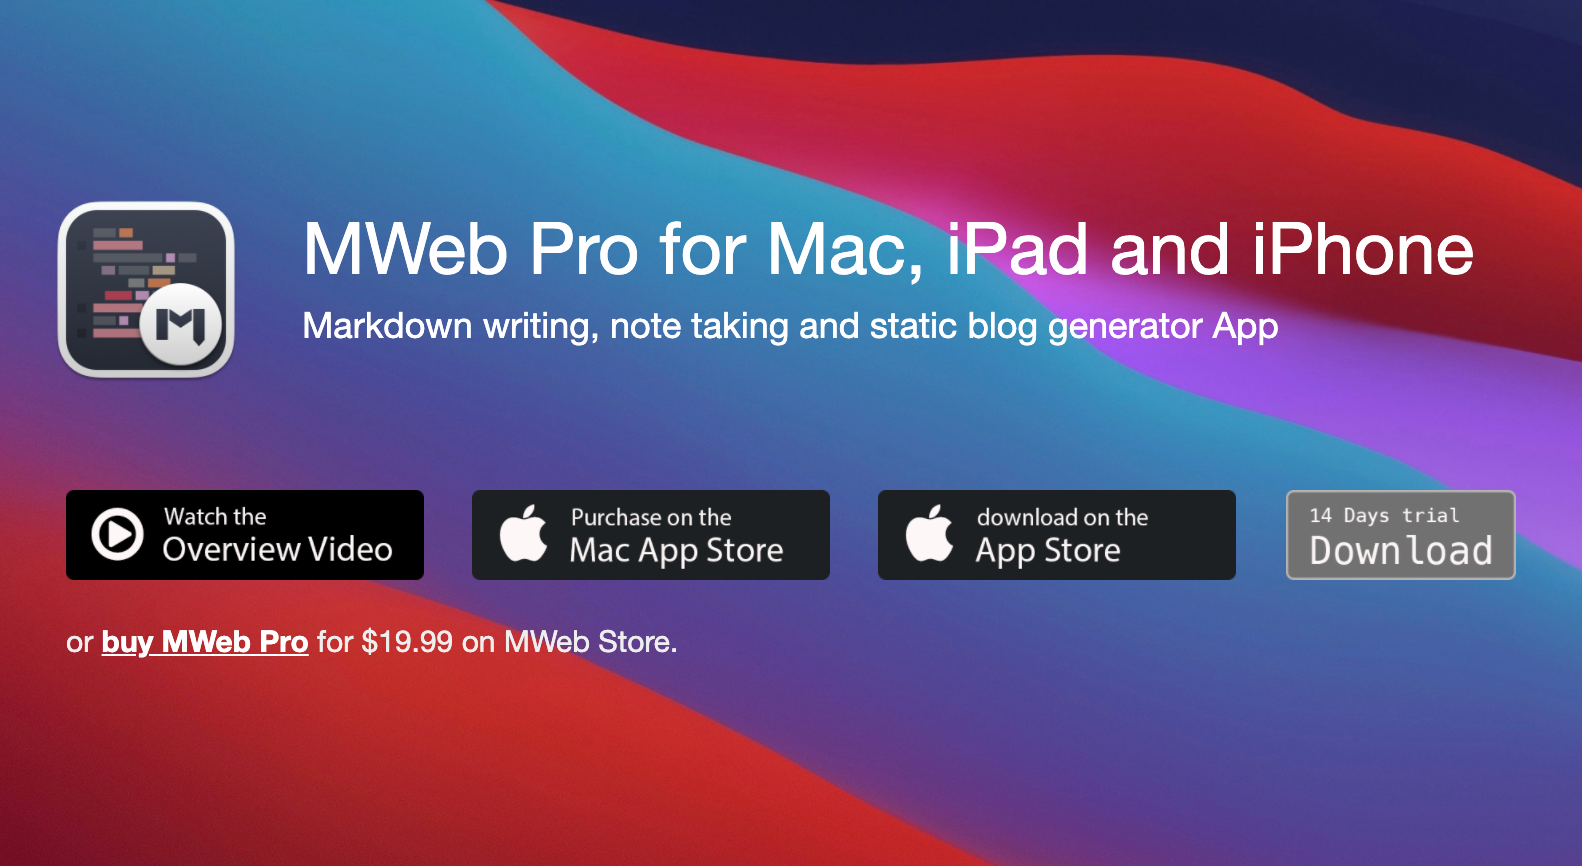 MWeb Pro for Mac, iPad and iPhone
Markdown writing, note taking and static blog generator App
M
Watch the
Overview Video
Purchase on the
Mac App Store
download on the
App Store
14 Days trial
Download
or buy MWeb Pro for $19.99 on MWeb Store.